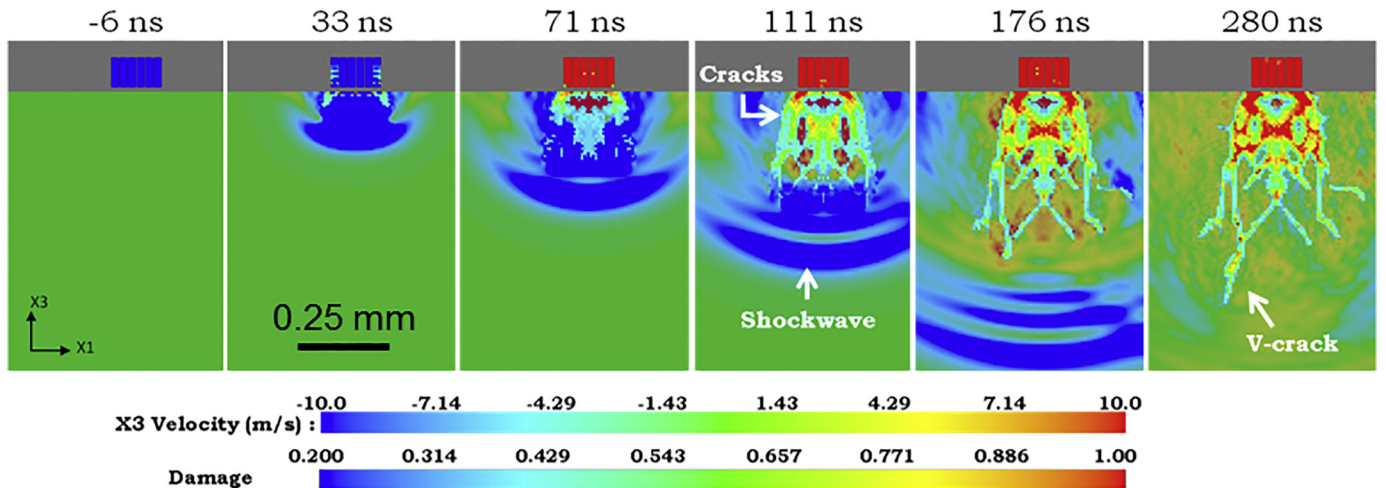 -6 ns 33 ns 71 ns 111 ns 176 ns 280 ns
Cracks
X3
X1
0.25 mm
Shockwave
V-crack
-10.0 -7.14 -4.29 -1.43 1.43 4.29 7.14 10.0
X3 Velocity (m/s) :
0.200 0.314 0.429 0.543 0.657 0.771 0.886 1.00
Damage